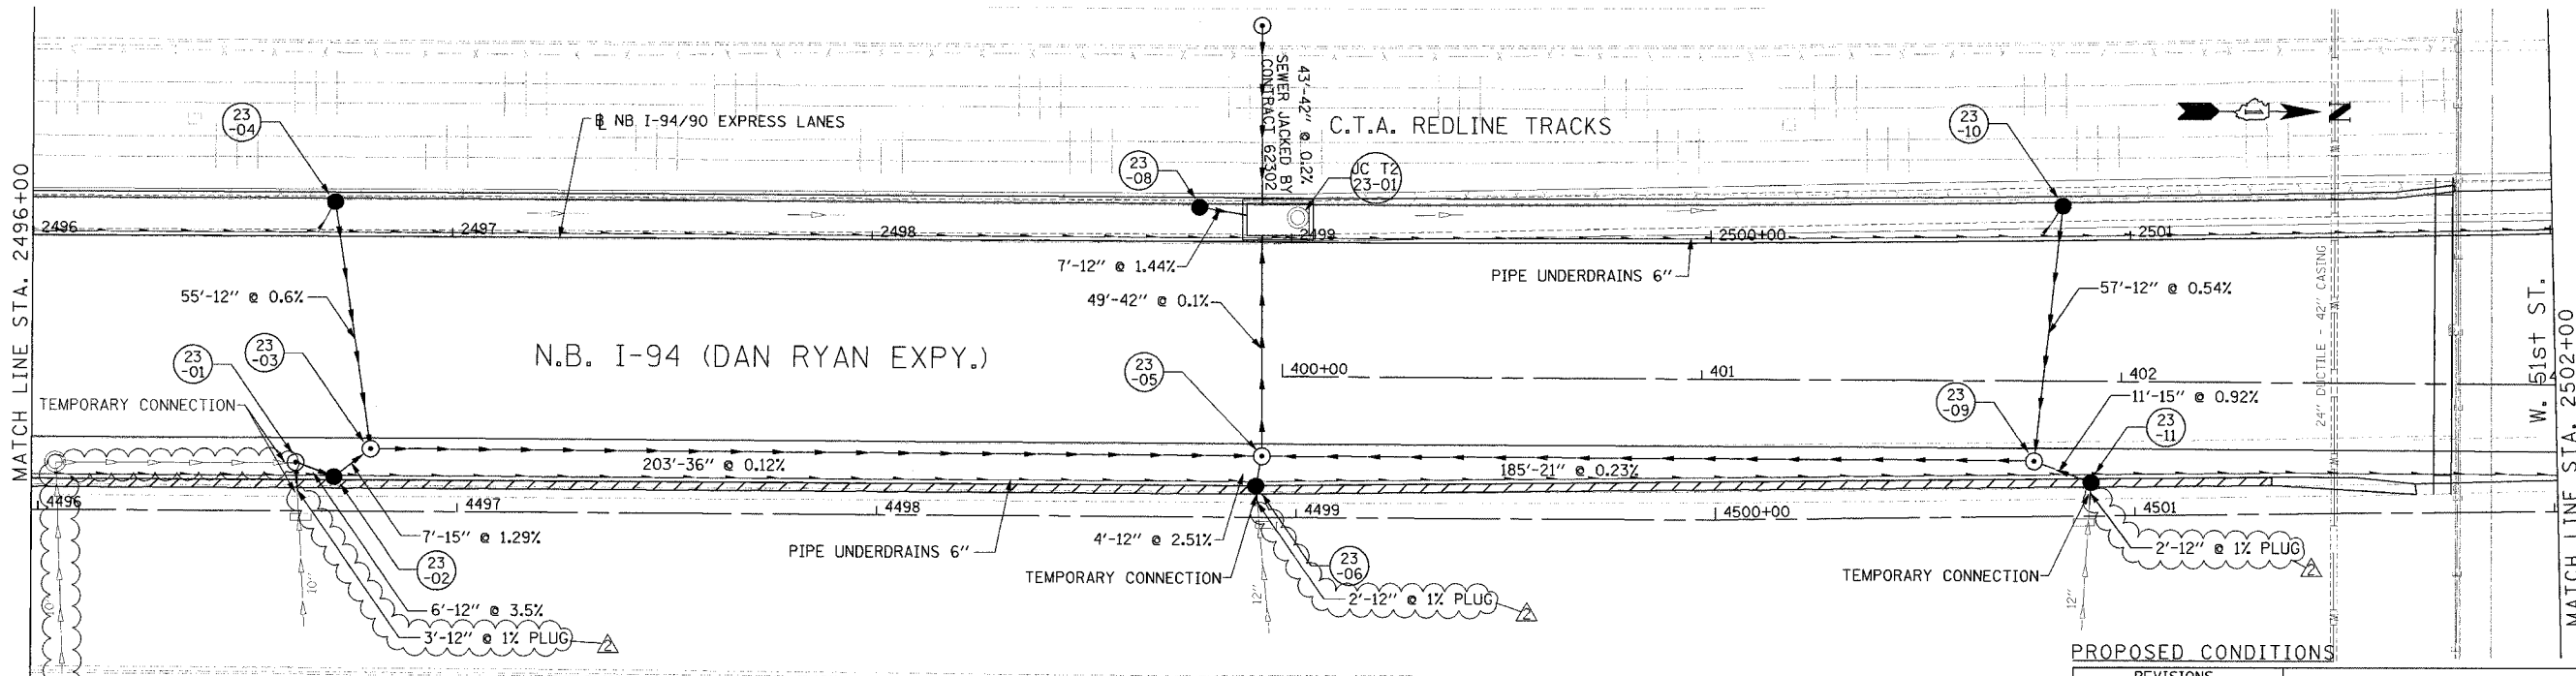 MATCH LINE STA. 2496+00
23
-04
℄ NB I-94/90 EXPRESS LANES
43'-42" @ 0.2%
SEWER JACKED BY
CONTRACT 62302
C.T.A. REDLINE TRACKS
JC T2
23-01
23
-08
23
-10
N
2496
2497
2498
2499
2500+00
2501
7'-12" @ 1.44%
PIPE UNDERDRAINS 6"
55'-12" @ 0.6%
49'-42" @ 0.1%
57'-12" @ 0.54%
24" DUCTILE - 42" CASING
W. 51st ST.
MATCH LINE STA. 2502+00
23
-01
23
-03
N.B. I-94 (DAN RYAN EXPY.)
23
-05
400+00
401
402
23
-09
11'-15" @ 0.92%
23
-11
TEMPORARY CONNECTION
203'-36" @ 0.12%
185'-21" @ 0.23%
4496
4497
4498
4499
4500+00
4501
7'-15" @ 1.29%
PIPE UNDERDRAINS 6"
4'-12" @ 2.51%
23
-02
TEMPORARY CONNECTION
23
-06
TEMPORARY CONNECTION
2'-12" @ 1% PLUG
2
10"
10"
12"
12"
6'-12" @ 3.5%
3'-12" @ 1% PLUG
2
2'-12" @ 1% PLUG
2
PROPOSED CONDITIONS
REVISIONS